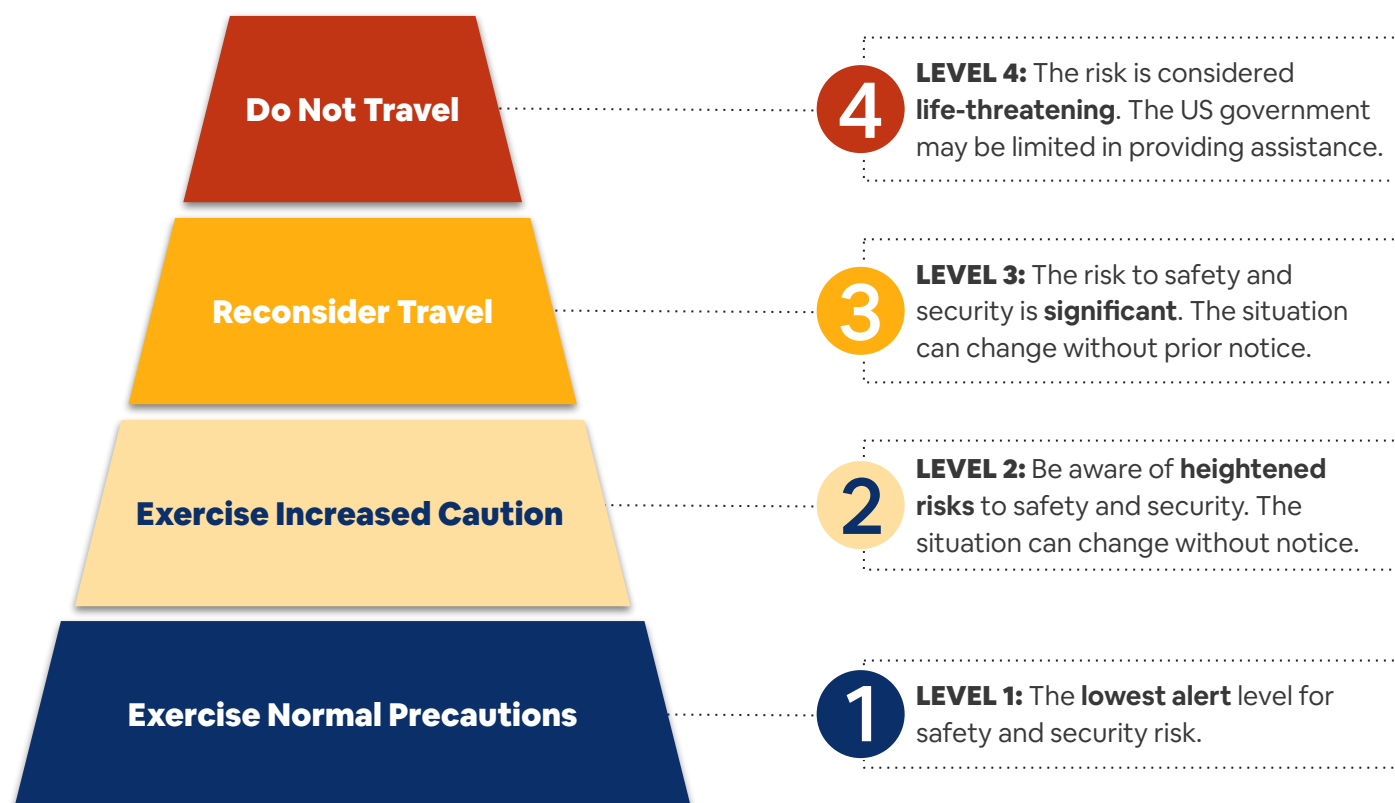 Do Not Travel
4
LEVEL 4: The risk is considered
life-threatening. The US government
may be limited in providing assistance.
Reconsider Travel
3
LEVEL 3: The risk to safety and
security is significant. The situation
can change without prior notice.
Exercise Increased Caution
2
LEVEL 2: Be aware of heightened
risks to safety and security. The
situation can change without notice.
Exercise Normal Precautions
1
LEVEL 1: The lowest alert level for
safety and security risk.